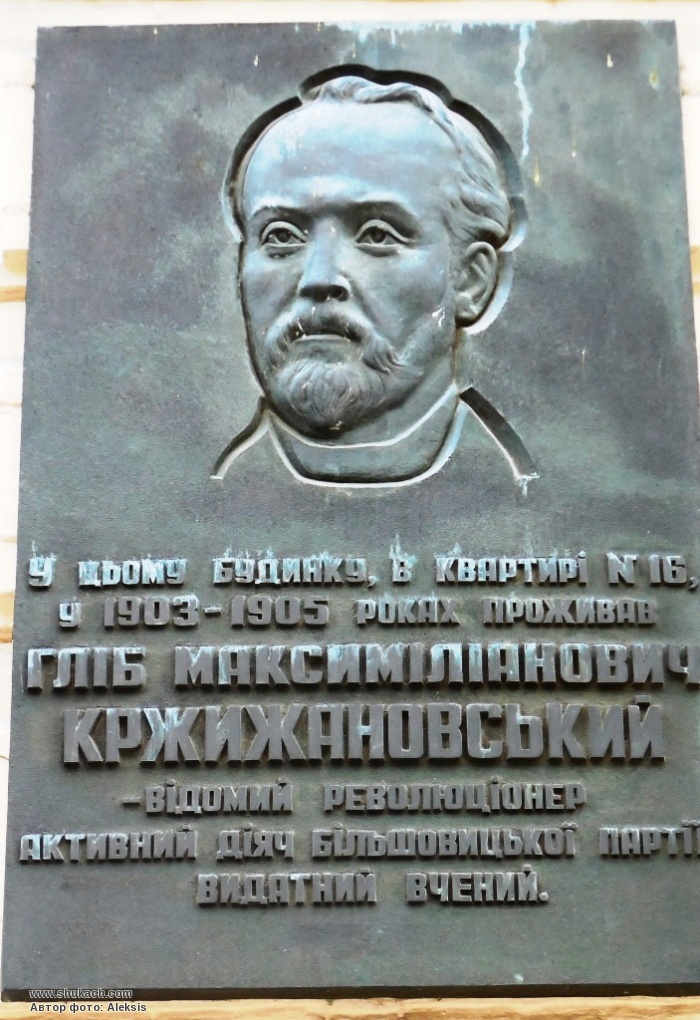 У ЦЬОМУ БУДИНКУ, В КВАРТИРІ № 16,
У 1903-1905 РОКАХ ПРОЖИВАВ
ГЛІБ МАКСИМІЛІАНОВИЧ
КРЖИЖАНОВСЬКИЙ
-ВІДОМИЙ РЕВОЛЮЦІОНЕР
АКТИВНИЙ ДІЯЧ БІЛЬШОВИЦЬКОЇ ПАРТІЇ
ВИДАТНИЙ ВЧЕНИЙ.
www.shukach.com
Автор фото: Aleksis